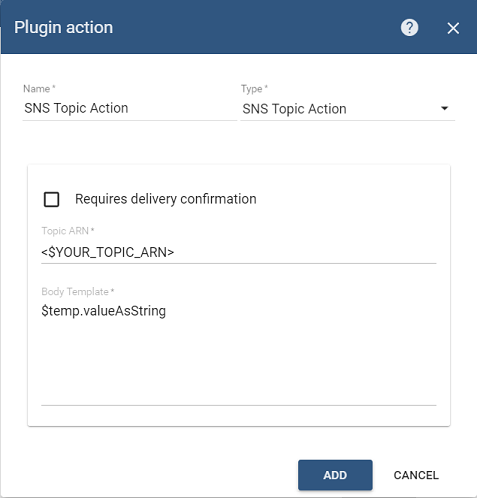 Plugin action
Name *
Type *
SNS Topic Action
SNS Topic Action
Requires delivery confirmation
Topic ARN *
<$YOUR_TOPIC_ARN>
Body Template *
$temp.valueAsString
ADD
CANCEL